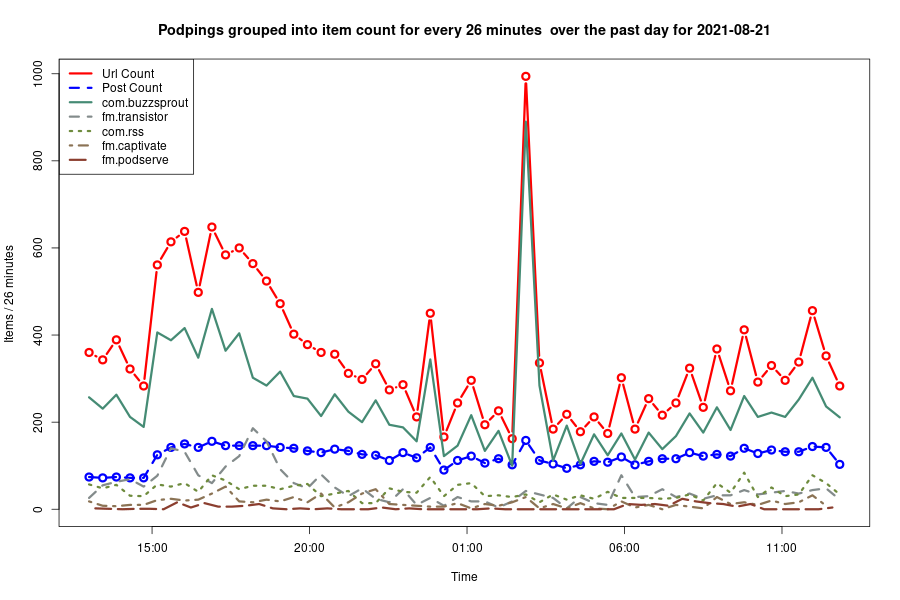 Podpings grouped into item count for every 26 minutes  over the past day for 2021-08-21
Url Count
Post Count
com.buzzsprout
fm.transistor
com.rss
fm.captivate
fm.podserve
Items / 26 minutes
1000
800
600
400
200
0
15:00 20:00 01:00 06:00 11:00
Time